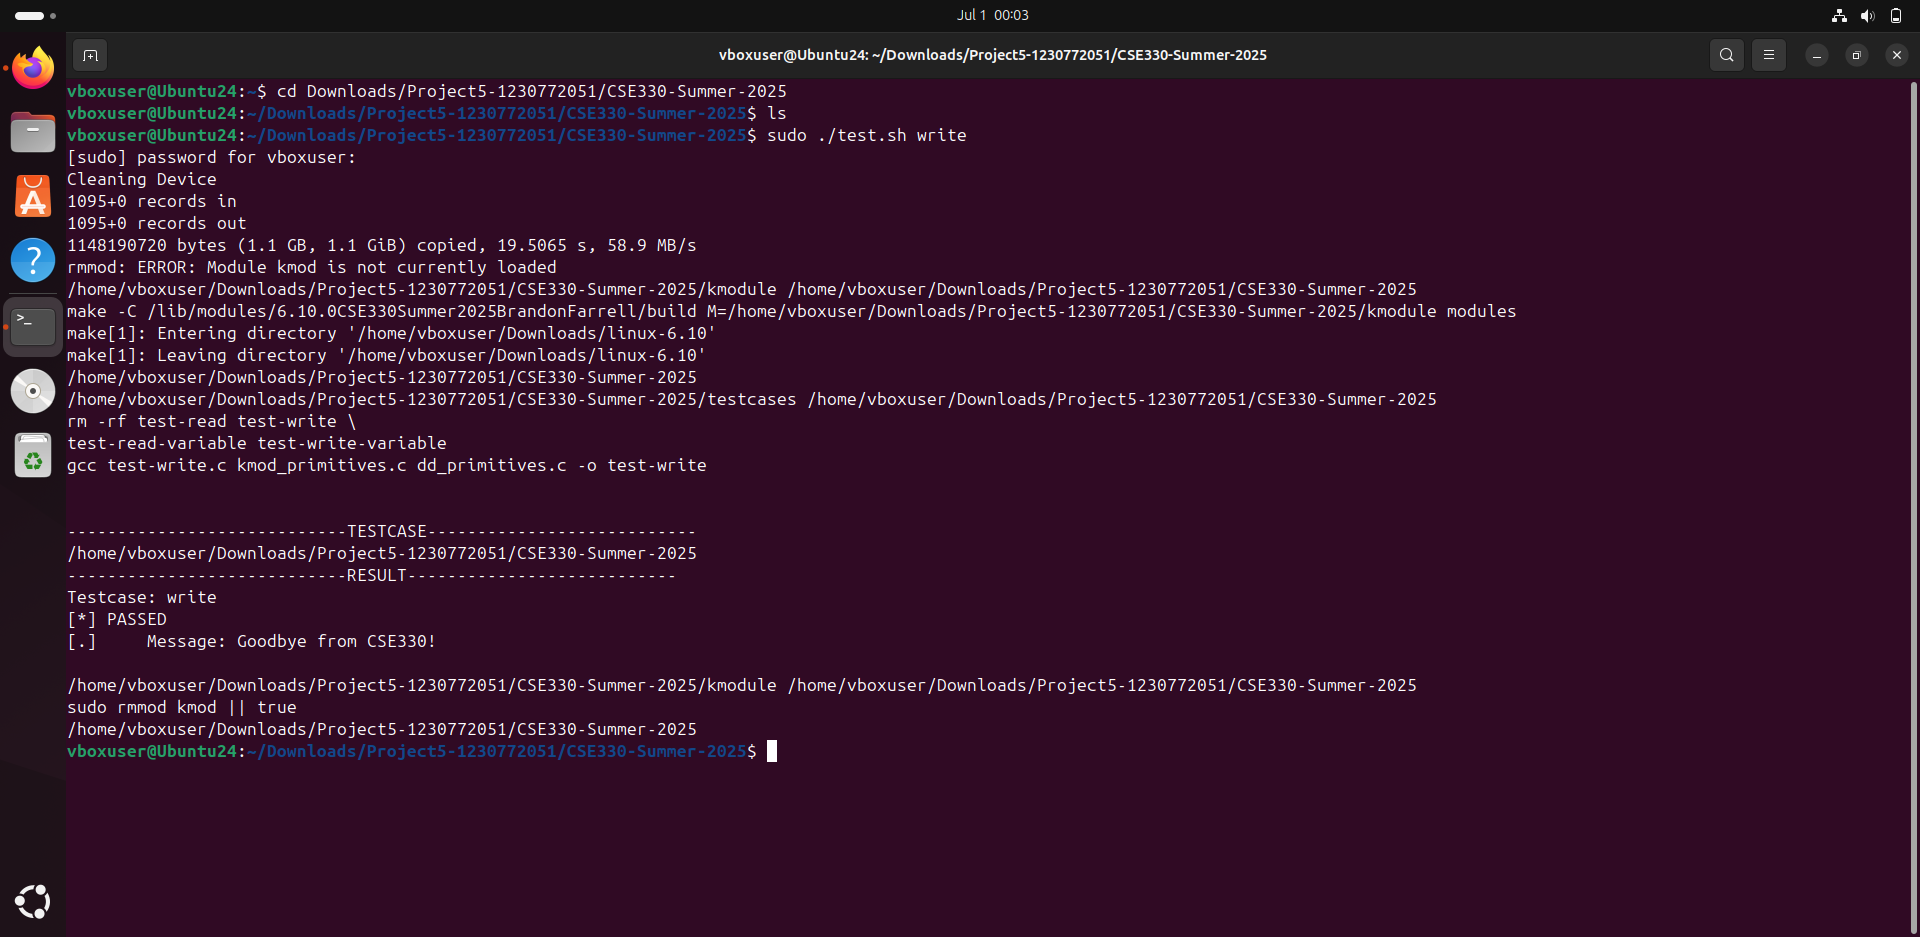 Jul 1 00:03
vboxuser@Ubuntu24: ~/Downloads/Project5-1230772051/CSE330-Summer-2025
vboxuser@Ubuntu24:~$ cd Downloads/Project5-1230772051/CSE330-Summer-2025
vboxuser@Ubuntu24:~/Downloads/Project5-1230772051/CSE330-Summer-2025$ ls
vboxuser@Ubuntu24:~/Downloads/Project5-1230772051/CSE330-Summer-2025$ sudo ./test.sh write
[sudo] password for vboxuser:
Cleaning Device
1095+0 records in
1095+0 records out
1148190720 bytes (1.1 GB, 1.1 GiB) copied, 19.5065 s, 58.9 MB/s
rmmod: ERROR: Module kmod is not currently loaded
/home/vboxuser/Downloads/Project5-1230772051/CSE330-Summer-2025/kmodule /home/vboxuser/Downloads/Project5-1230772051/CSE330-Summer-2025
make -C /lib/modules/6.10.0CSE330Summer2025BrandonFarrell/build M=/home/vboxuser/Downloads/Project5-1230772051/CSE330-Summer-2025/kmodule modules
make[1]: Entering directory '/home/vboxuser/Downloads/linux-6.10'
make[1]: Leaving directory '/home/vboxuser/Downloads/linux-6.10'
/home/vboxuser/Downloads/Project5-1230772051/CSE330-Summer-2025
/home/vboxuser/Downloads/Project5-1230772051/CSE330-Summer-2025/testcases /home/vboxuser/Downloads/Project5-1230772051/CSE330-Summer-2025
rm -rf test-read test-write \
test-read-variable test-write-variable
gcc test-write.c kmod_primitives.c dd_primitives.c -o test-write
----------------------------TESTCASE---------------------------
/home/vboxuser/Downloads/Project5-1230772051/CSE330-Summer-2025
----------------------------RESULT---------------------------
Testcase: write
[*] PASSED
[.]     Message: Goodbye from CSE330!
/home/vboxuser/Downloads/Project5-1230772051/CSE330-Summer-2025/kmodule /home/vboxuser/Downloads/Project5-1230772051/CSE330-Summer-2025
sudo rmmod kmod || true
/home/vboxuser/Downloads/Project5-1230772051/CSE330-Summer-2025
vboxuser@Ubuntu24:~/Downloads/Project5-1230772051/CSE330-Summer-2025$